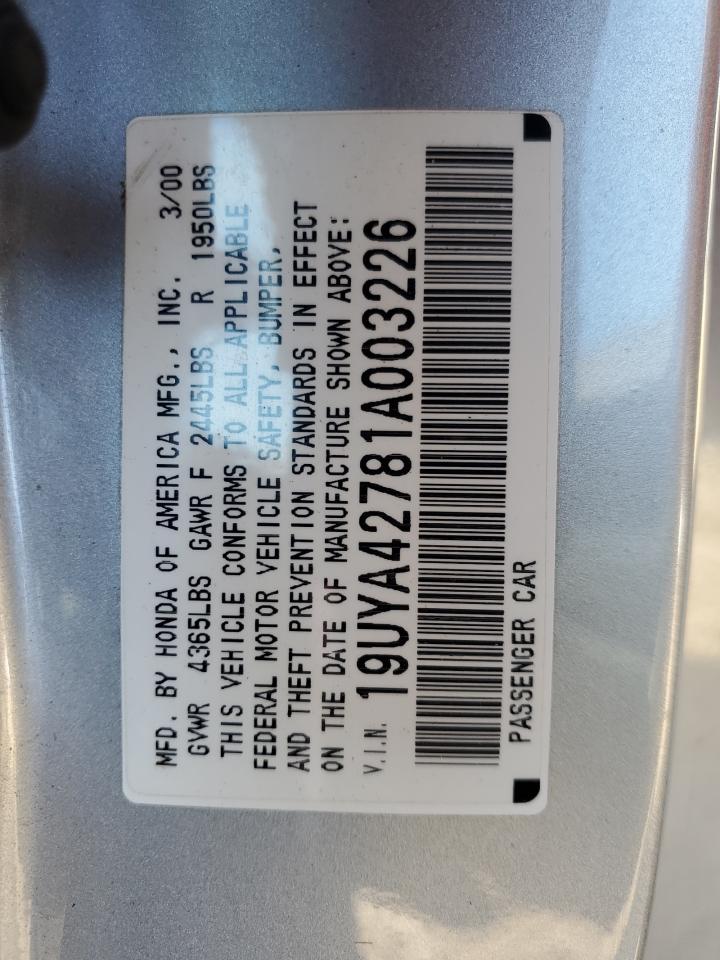 MFD. BY HONDA OF AMERICA MFG., INC. 3/00
GVWR 4365LBS GAWR F 2445LBS R 1950LBS
THIS VEHICLE CONFORMS TO ALL APPLICABLE
FEDERAL MOTOR VEHICLE SAFETY, BUMPER,
AND THEFT PREVENTION STANDARDS IN EFFECT
ON THE DATE OF MANUFACTURE SHOWN ABOVE:
V.I.N. 19UYA42781A003226
PASSENGER CAR